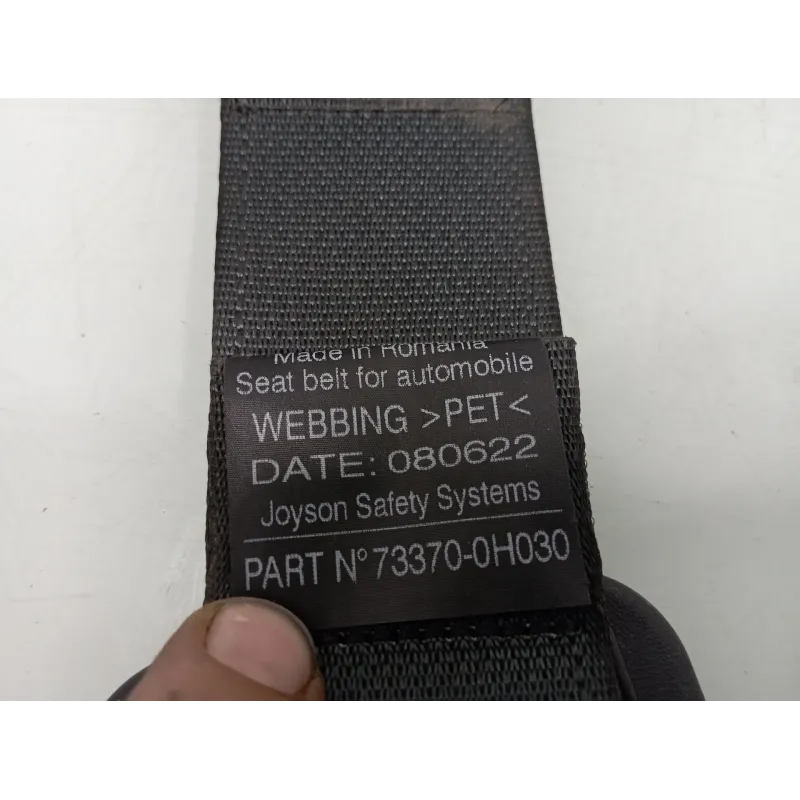 Made in Romania
Seat belt for automobile
WEBBING >PET<
DATE: 080622
Joyson Safety Systems
PART N° 73370-0H030